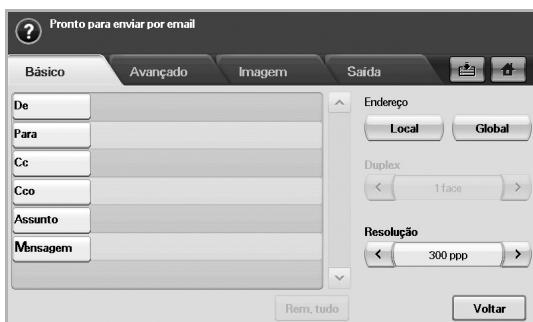 Pronto para enviar por email
Básico
Avançado
Imagem
Saída
De
Para
Cc
Cco
Assunto
Mensagem
Endereço
Local
Global
Duplex
1 face
Resolução
300 ppp
Rem. tudo
Voltar